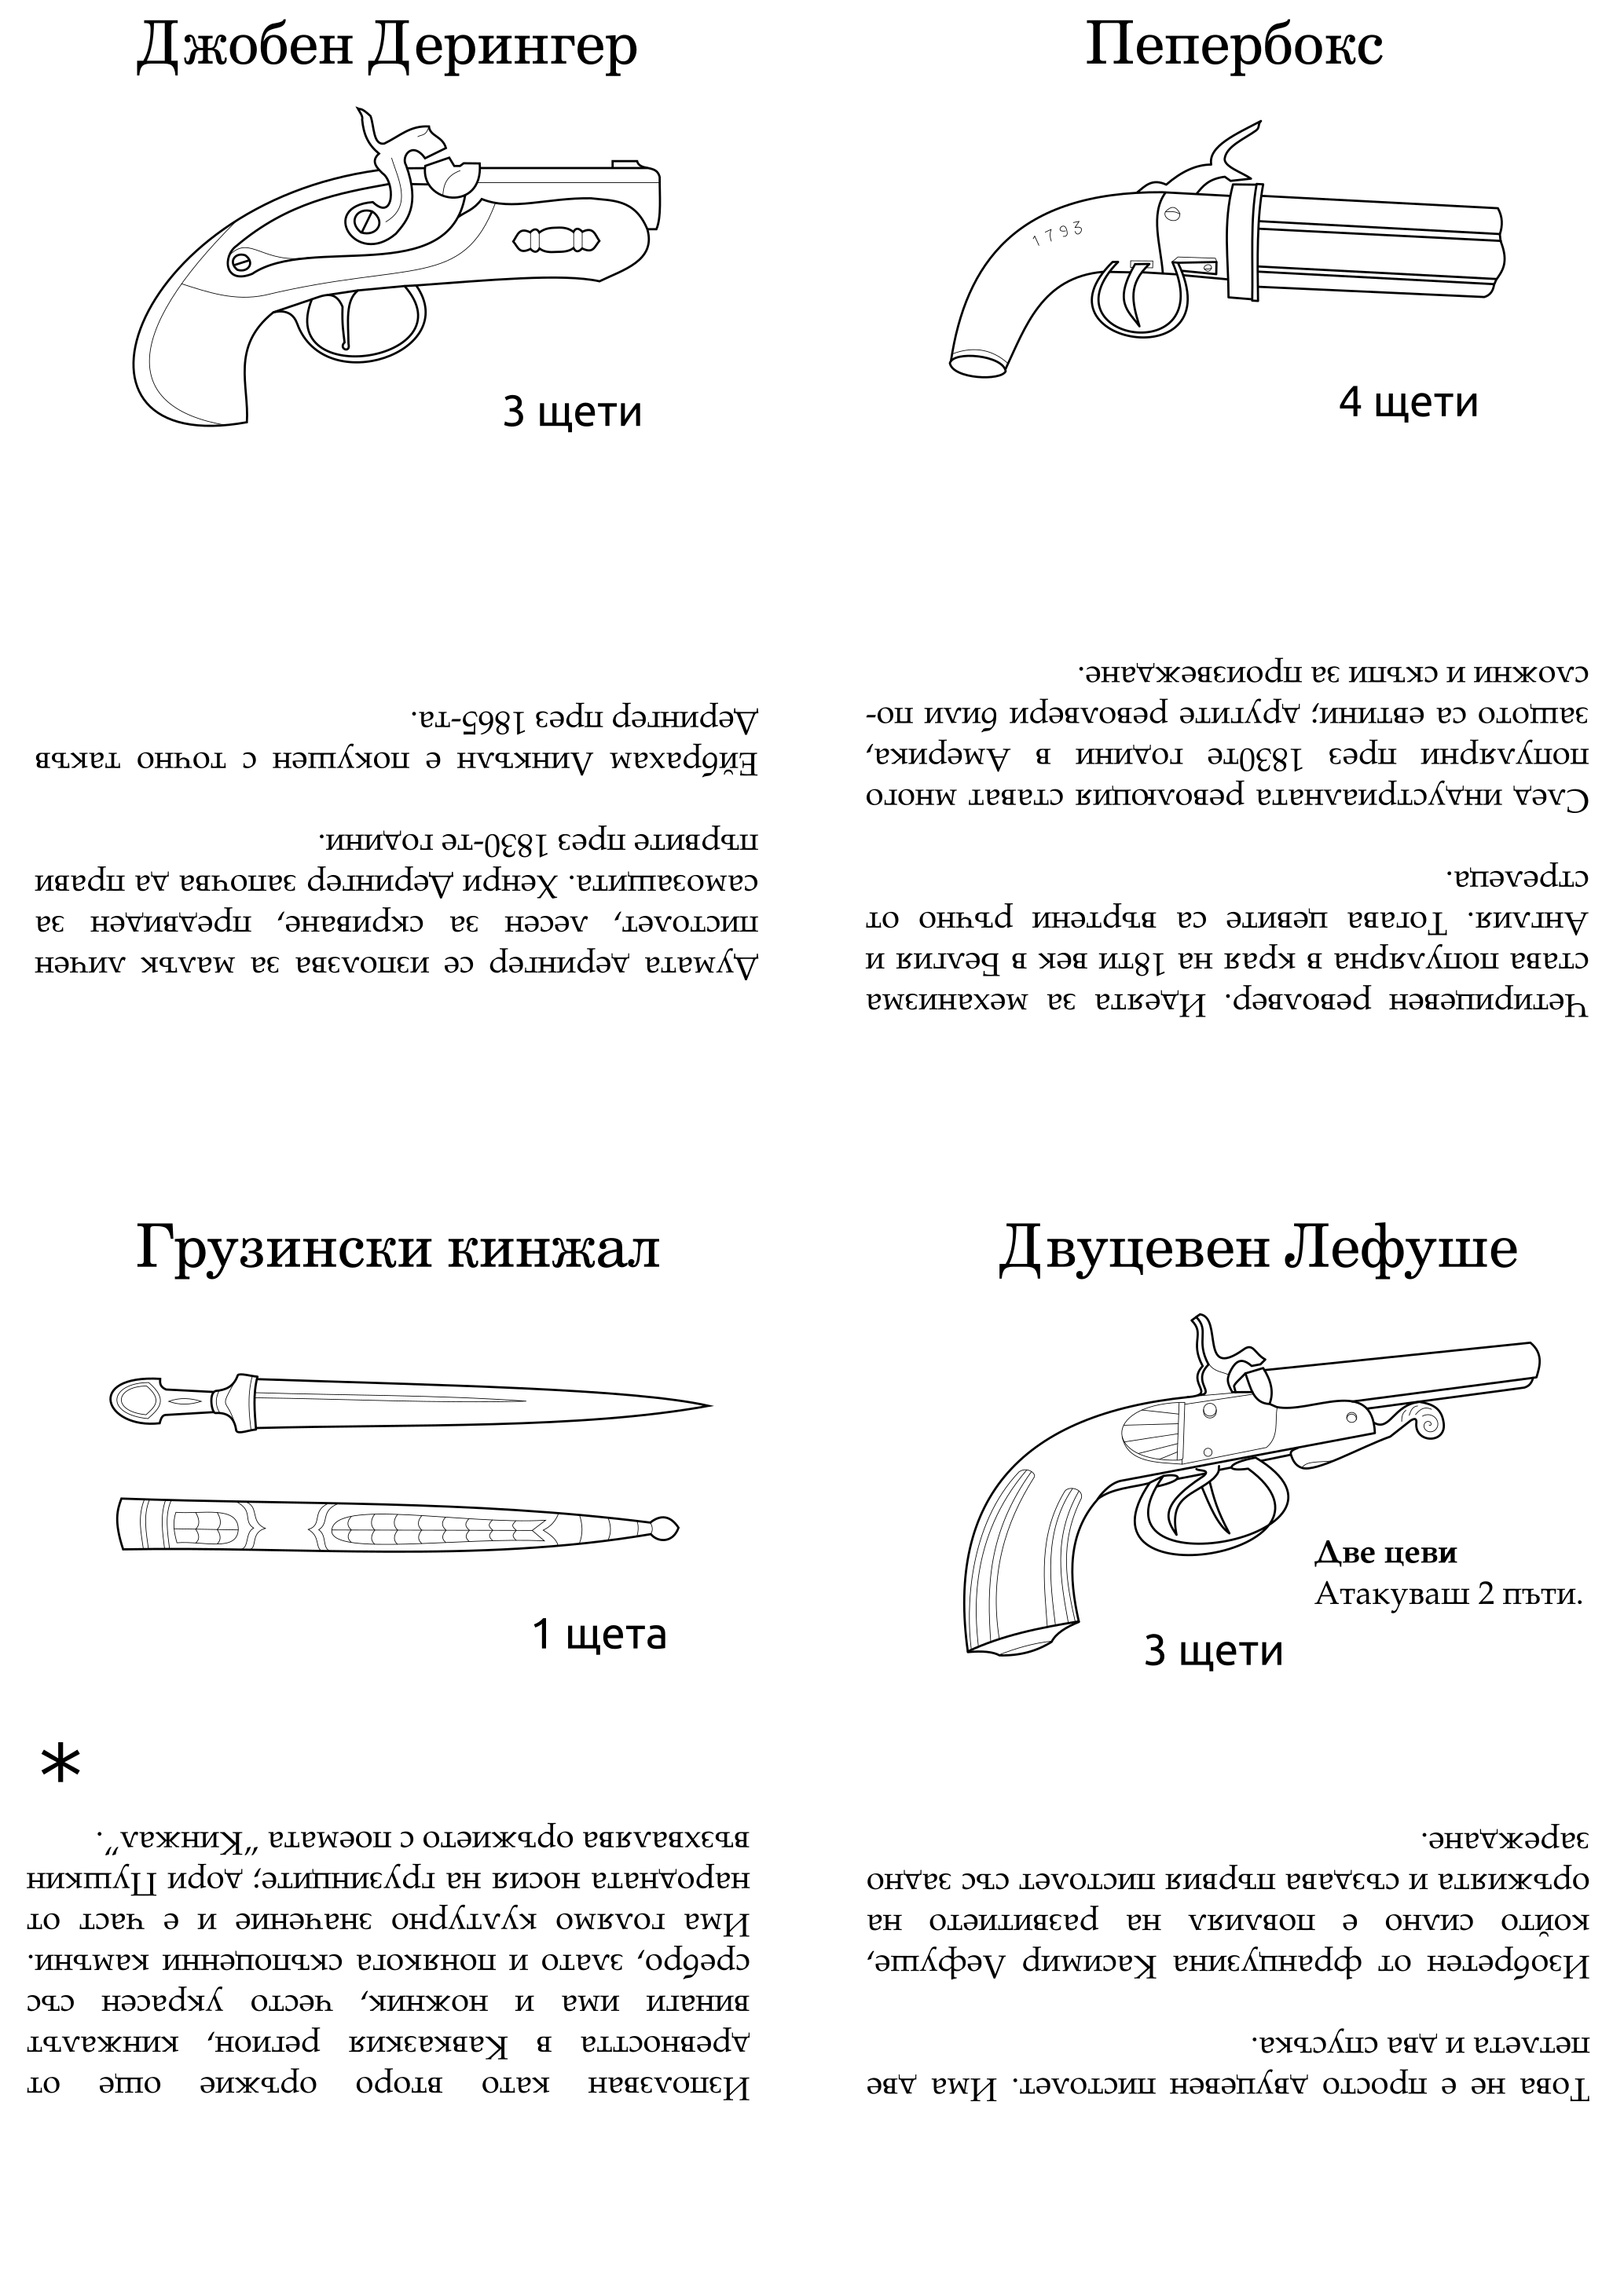 Джобен Дерингер
3 щети
Думата дерингер се използва за малък личен
пистолет, лесен за скриване, предвиден за
самозащита. Хенри Дерингер започва да прави
първите през 1830-те години.
Ейбрахам Линкълн е покушен с точно такъв
Дерингер през 1865-та.
Пепербокс
1793
4 щети
Четирицевен револвер. Идеята за механизма
става популярна в края на 18ти век в Белгия и
Англия. Тогава цевите са въртени ръчно от
стрелеца.
След индустриалната революция стават много
популярни през 1830те години в Америка,
защото са евтини; другите револвери били по-
сложни и скъпи за произвеждане.
Грузински кинжал
1 щета
*
Използван като второ оръжие още от
древността в Кавказкия регион, кинжалът
винаги има и ножник, често украсен със
сребро, злато и понякога скъпоценни камъни.
Има голямо културно значение и е част от
народната носия на грузинците; дори Пушкин
възхвалява оръжието с поемата “Кинжал”.
Двуцевен Лефуше
Две цеви
Атакуваш 2 пъти.
3 щети
Това не е просто двуцевен пистолет. Има две
петлета и два спусъка.
Изобретен от французина Касимир Лефуше,
който силно е повлиял на развитието на
оръжията и създава първия пистолет със задно
зареждане.